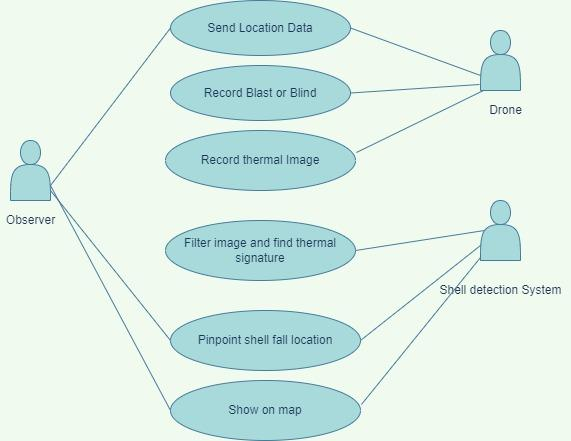 Send Location Data
Record Blast or Blind
Drone
Record thermal Image
Observer
Filter image and find thermal
signature
Shell detection System
Pinpoint shell fall location
Show on map